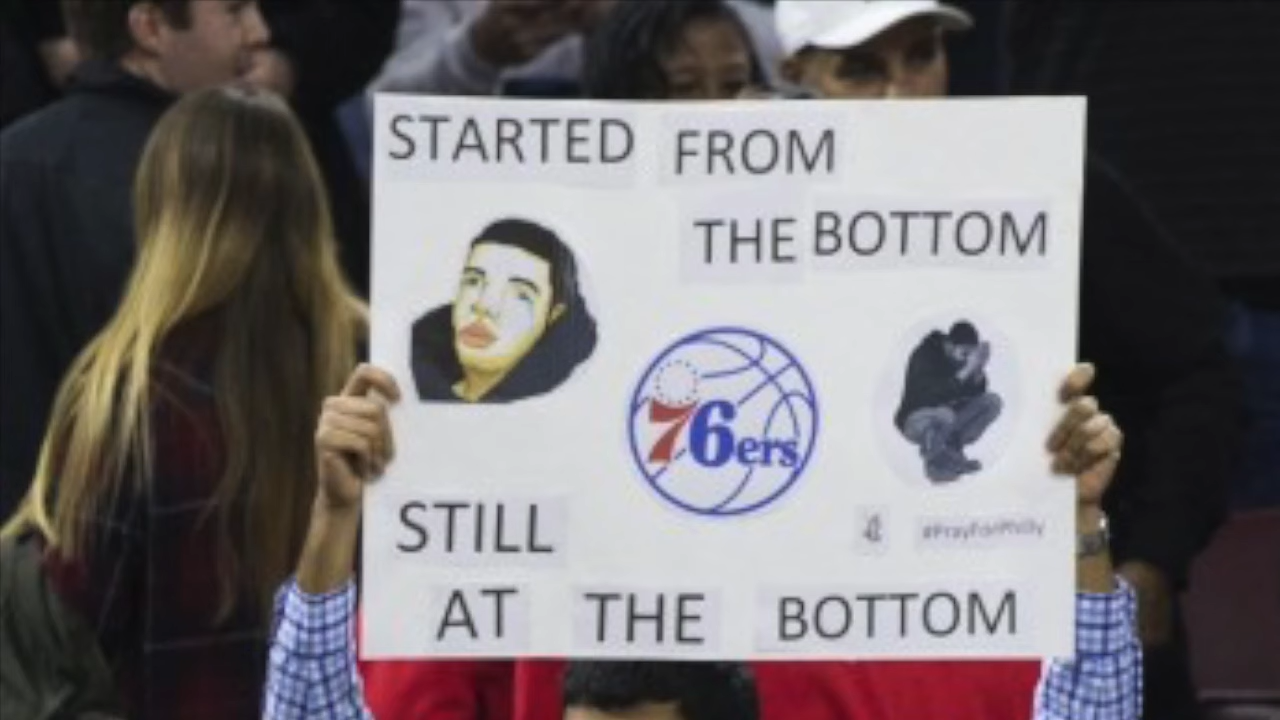 STARTED FROM
THE BOTTOM
76ers
STILL
#PrayForPhilly
AT THE BOTTOM